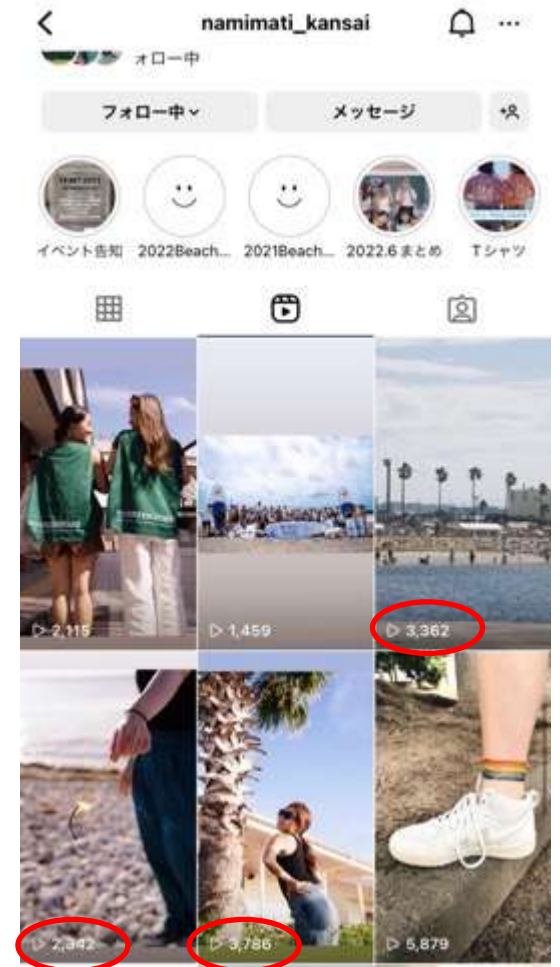 namimati_kansai
ォロー中
フォロー中
メッセージ
イベント告知
2022Beach...
2021Beach...
2022.6まとめ
Tシャツ
2,115
1,459
3,362
2,342
3,786
5,879